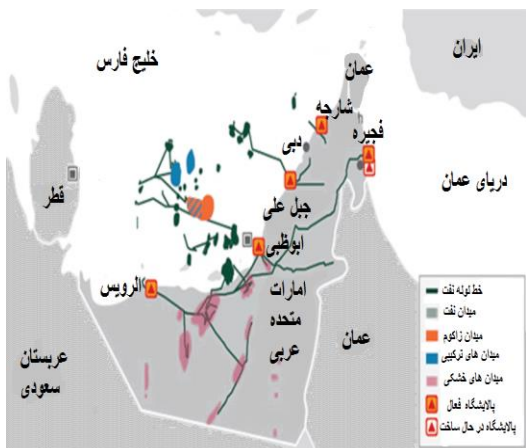 ایران
خلیج فارس
عمان
شارجه
فجیره
دبی
دریای عمان
قطر
جبل علی
ابوظبی
الرویس
امارات
متحده
عربی
عمان
عربستان
سعودی
خط لوله نفت
میدان نفت
میدان زاکوم
میدان های ترکیبی
میدان های خشکی
پالایشگاه فعال
پالایشگاه در حال ساخت